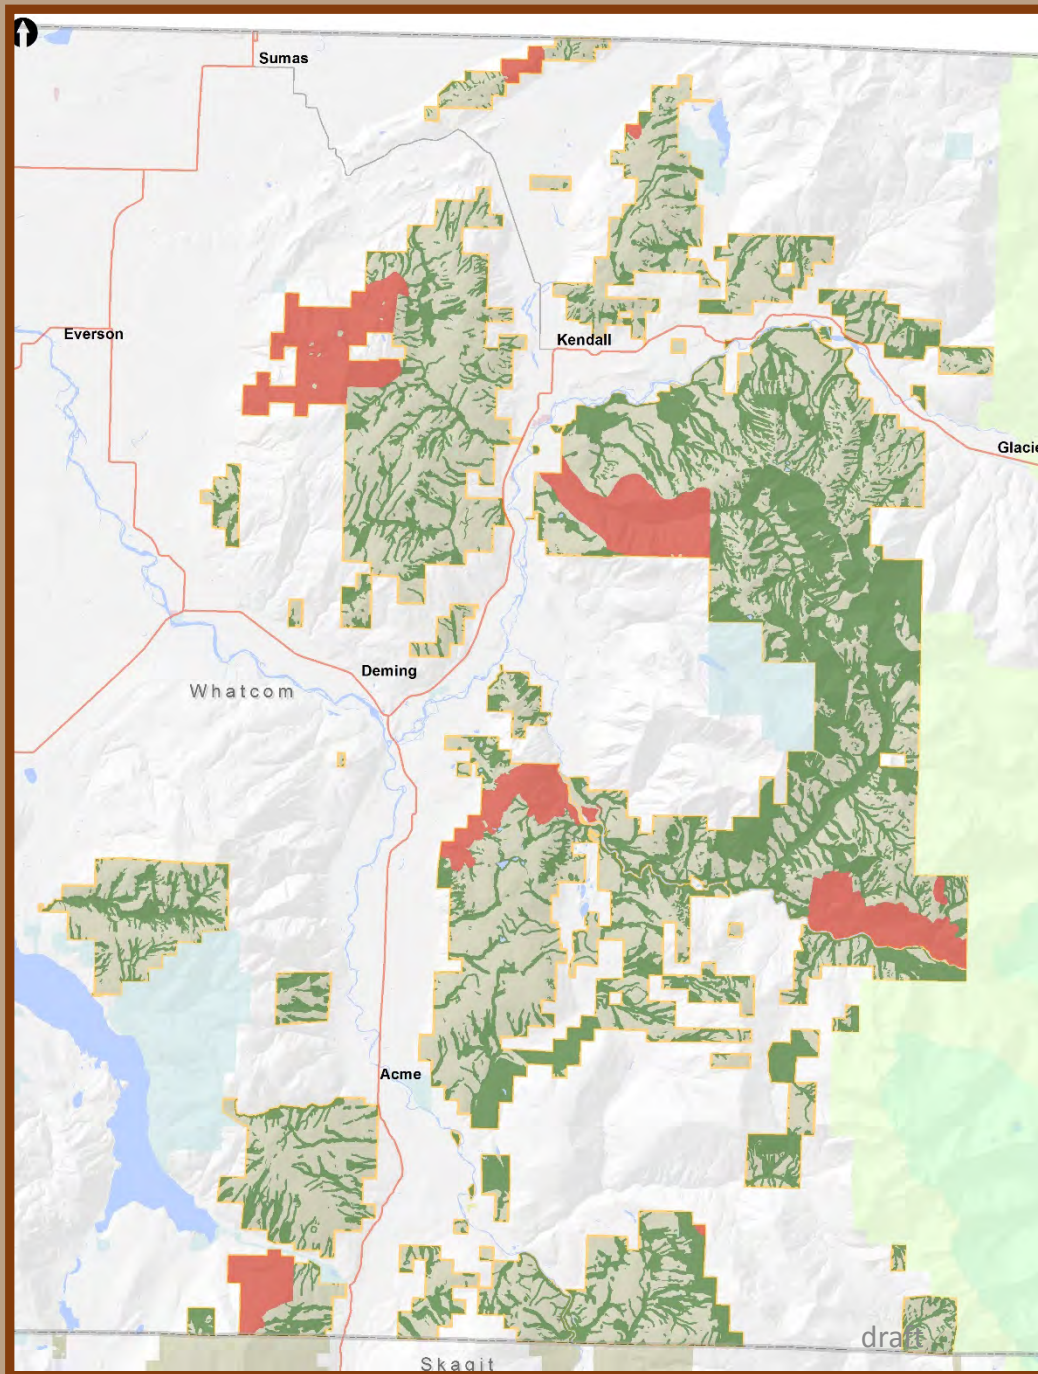 Sumas
Everson
Kendall
Glacie
Deming
Whatcom
Acme
draft
Skagit